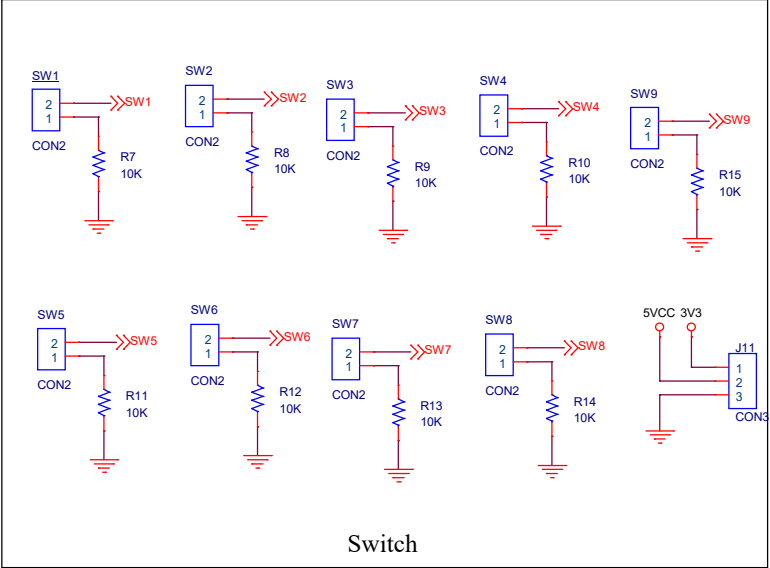 SW1
2
SW1
1
CON2
R7
10K
SW2
2
SW2
1
CON2
R8
10K
SW3
2
SW3
1
CON2
R9
10K
SW4
2
SW4
1
CON2
R10
10K
SW9
2
SW9
1
CON2
R15
10K
SW5
2
SW5
1
CON2
R11
10K
SW6
2
SW6
1
CON2
R12
10K
SW7
2
SW7
1
CON2
R13
10K
SW8
2
SW8
1
CON2
R14
10K
5VCC 3V3
J11
1
2
3
CON3
Switch